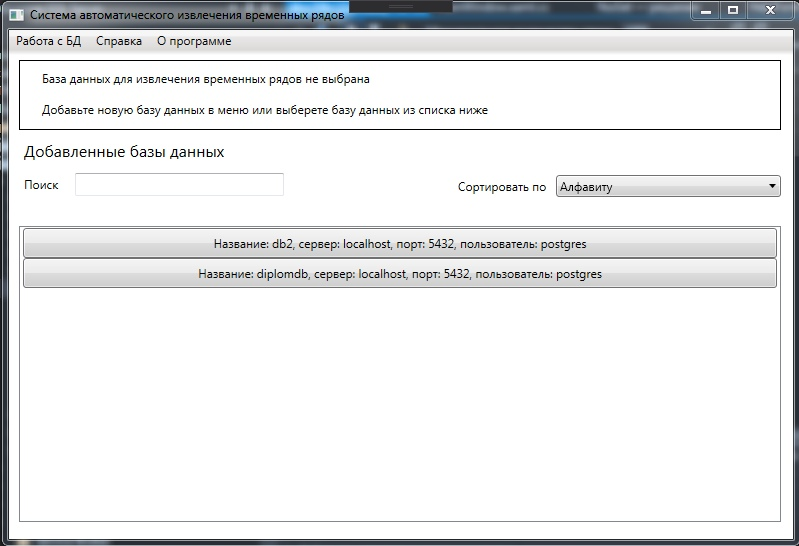 Система автоматического извлечения временных рядов
Работа с БД Справка О программе
База данных для извлечения временных рядов не выбрана
Добавьте новую базу данных в меню или выберете базу данных из списка ниже
Добавленные базы данных
Поиск Сортировать по Алфавиту
Название: db2, сервер: localhost, порт: 5432, пользователь: postgres
Название: diplomdb, сервер: localhost, порт: 5432, пользователь: postgres